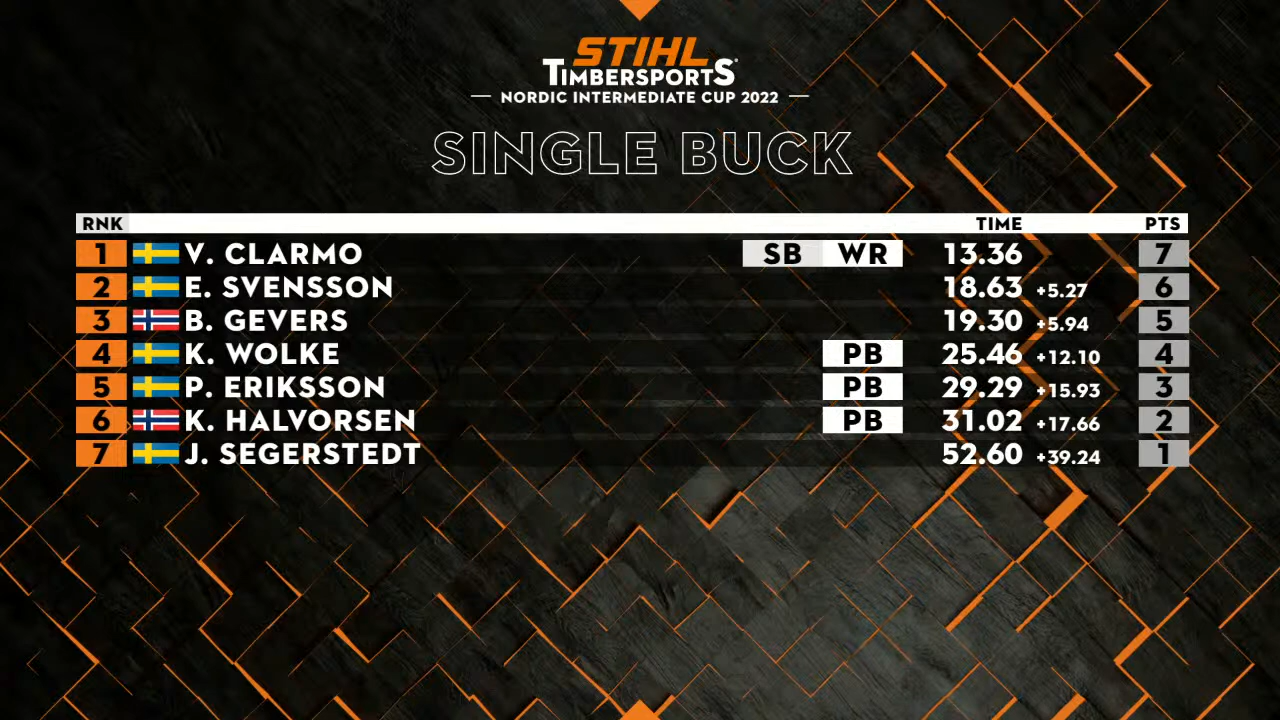 STIHL
TIMBERSPORTS®
NORDIC INTERMEDIATE CUP 2022
SINGLE BUCK
RNK TIME PTS
1 V. CLARMO SB WR 13.36 7
2 E. SVENSSON 18.63 +5.27 6
3 B. GEVERS 19.30 +5.94 5
4 K. WOLKE PB 25.46 +12.10 4
5 P. ERIKSSON PB 29.29 +15.93 3
6 K. HALVORSEN PB 31.02 +17.66 2
7 J. SEGERSTEDT 52.60 +39.24 1